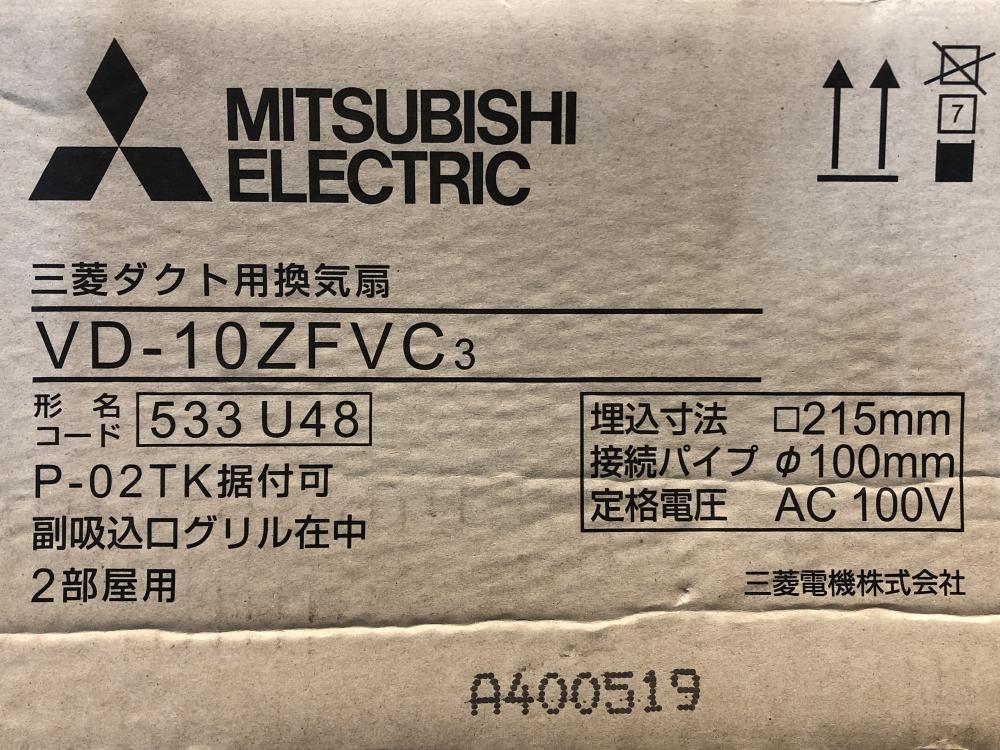 MITSUBISHI
ELECTRIC
7
三菱ダクト用換気扇
VD-10ZFVC3
形 名
コード 533 U48
P-02TK据付可
副吸込口グリル在中
2部屋用
埋込寸法 □215mm
接続パイプ φ100mm
定格電圧 AC 100V
三菱電機株式会社
A400519